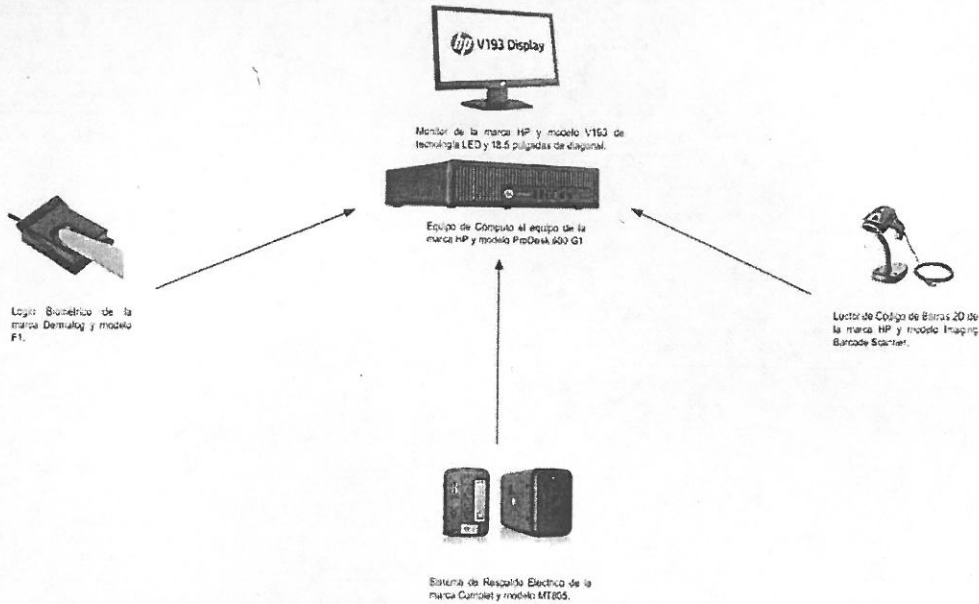 hp V193 Display
Monitor de la marca HP y modelo V193 de
tecnología LED y 18.5 pulgadas de diagonal.
Equipo de Computo el equipo de la
marca HP y modelo ProDesk 600 G1
Login Biométrico de la
marca Dermalog y modelo
F1.
Lector de Código de Barras 2D de
la marca HP y modelo Imaging
Barcode Scanner.
Sistema de Respaldo Eléctrico de la
marca Complet y modelo MT805.